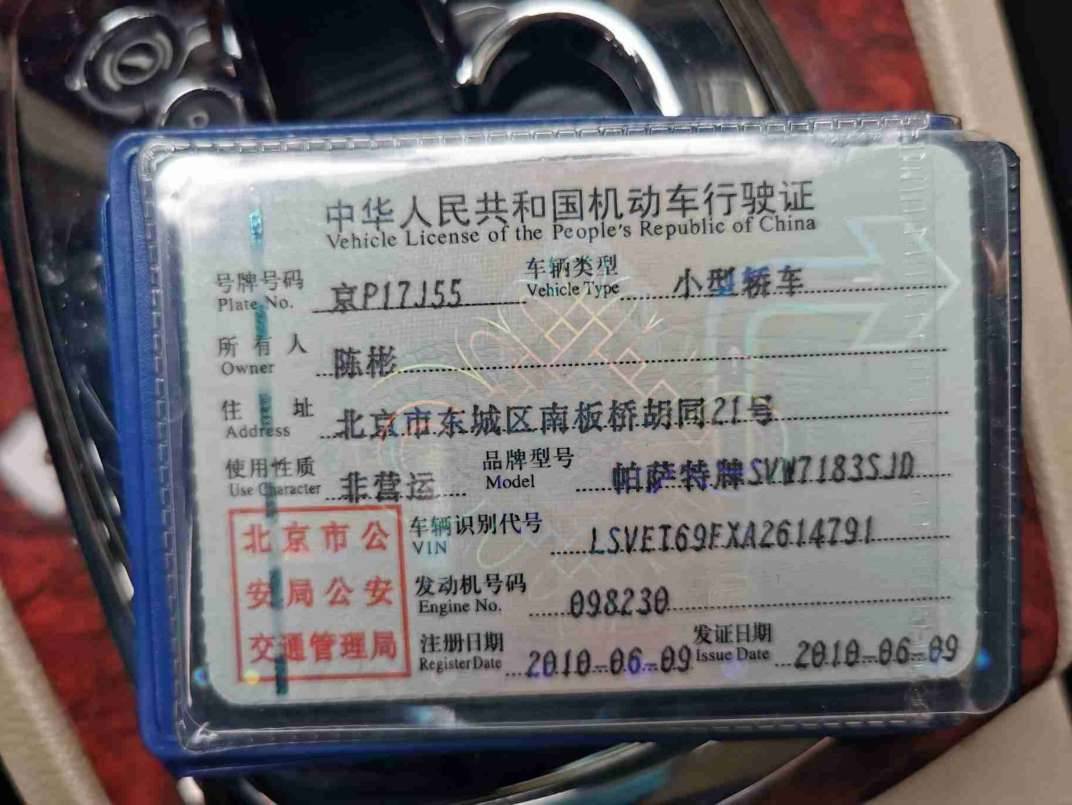 中华人民共和国机动车行驶证
Vehicle License of the People's Republic of China
号牌号码 京P17J55 车辆类型 小型轿车
Plate No. Vehicle Type
所有人 陈彬
Owner
住址 北京市东城区南板桥胡同21号
Address
使用性质 非营运 品牌型号 帕萨特牌SVW7183SJD
Use Character Model
北京市公
安局公安
交通管理局
车辆识别代号 LSVET69FXA2614791
VIN
发动机号码 098230
Engine No.
注册日期 2010-06-09 发证日期 2010-06-09
Register Date Issue Date